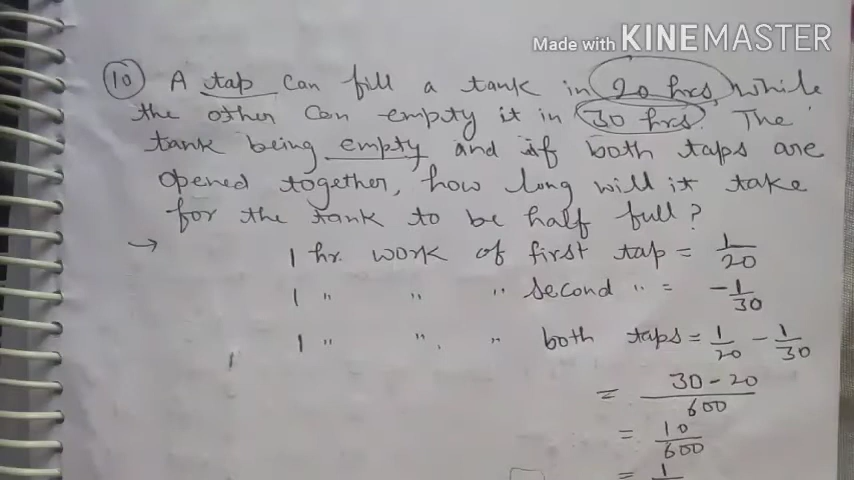 Made with KINEMASTER
(10) A tap can fill a tank in 20 hrs, while
the other can empty it in 30 hrs. The
tank being empty and if both taps are
opened together, how long will it take
for the tank to be half full?
→ 1 hr. work of first tap = 1/20
1 " " " second " = -1/30
1 " " " both taps = 1/20 - 1/30
= 30-20/600
= 10/600
= 1